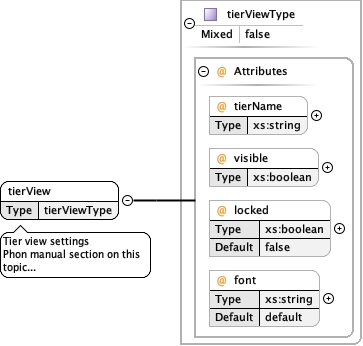 tierViewType
Mixed false
@ Attributes
@ tierName
Type xs:string
@ visible
Type xs:boolean
tierView
Type tierViewType
@ locked
Type xs:boolean
Default false
Tier view settings
Phon manual section on this
topic...
@ font
Type xs:string
Default default